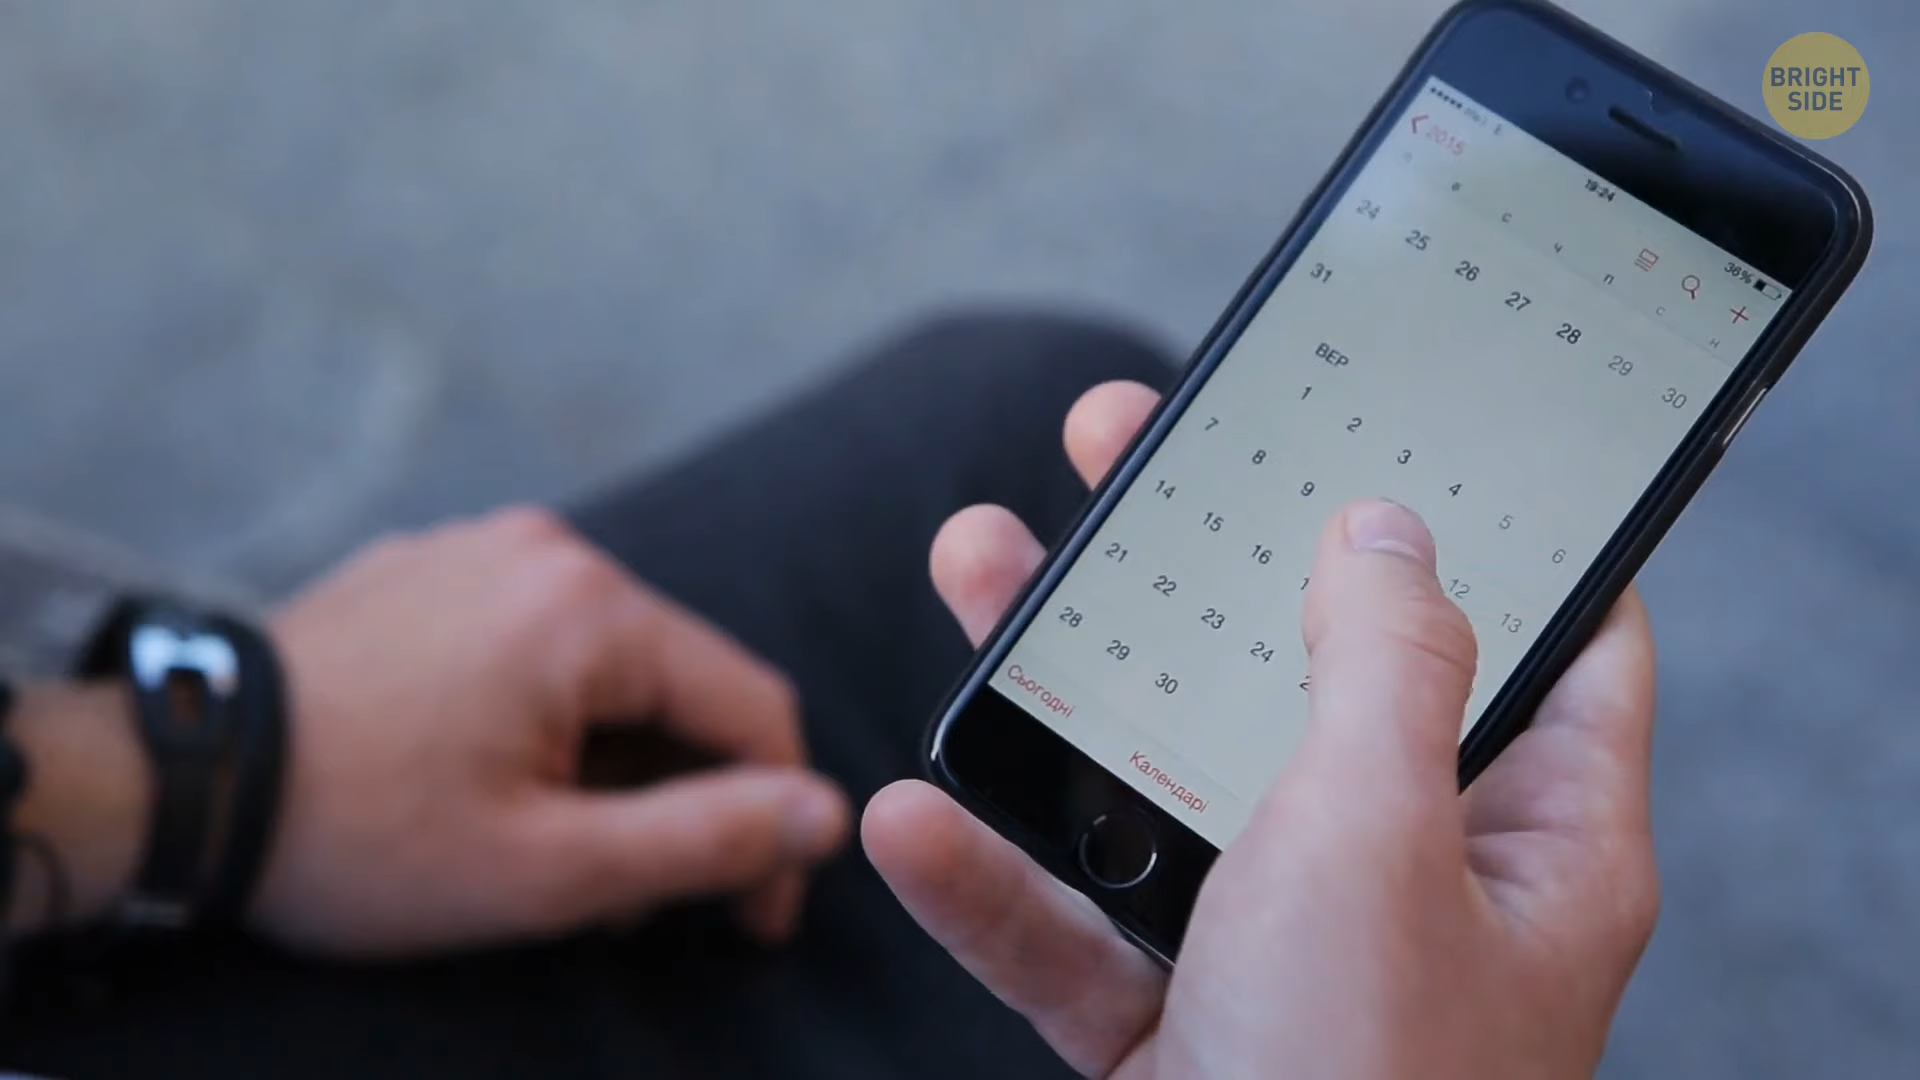 BRIGHT
SIDE
19:24
36%
2015
в с ч п с н
24 25 26 27 28 29 30
31
ВЕР
1 2 3 4 5 6
7 8 9 12 13
14 15 16
21 22 23 24
28 29 30
Сьогодні
Календарі